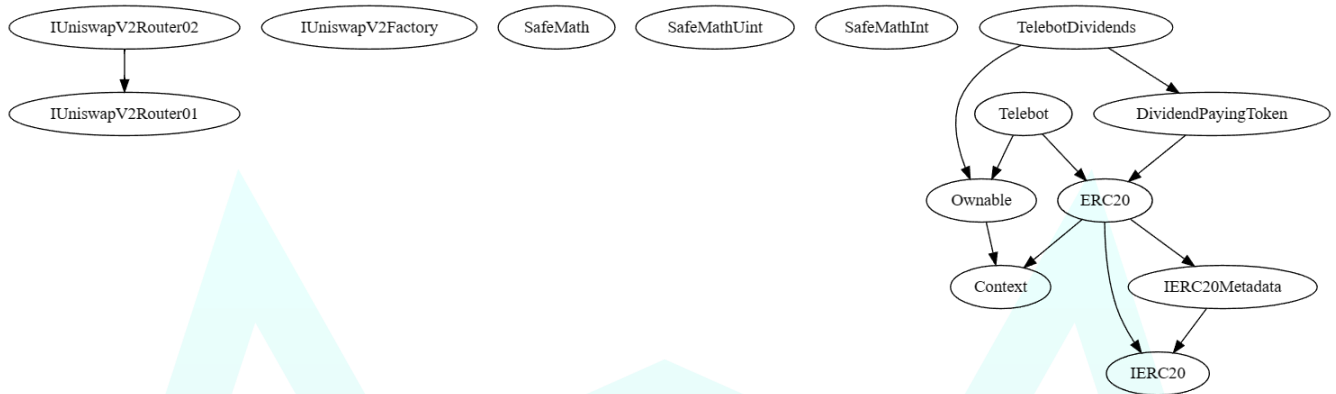 IUniswapV2Router02
IUniswapV2Factory
SafeMath
SafeMathUint
SafeMathInt
TelebotDividends
IUniswapV2Router01
Telebot
DividendPayingToken
Ownable
ERC20
Context
IERC20Metadata
IERC20